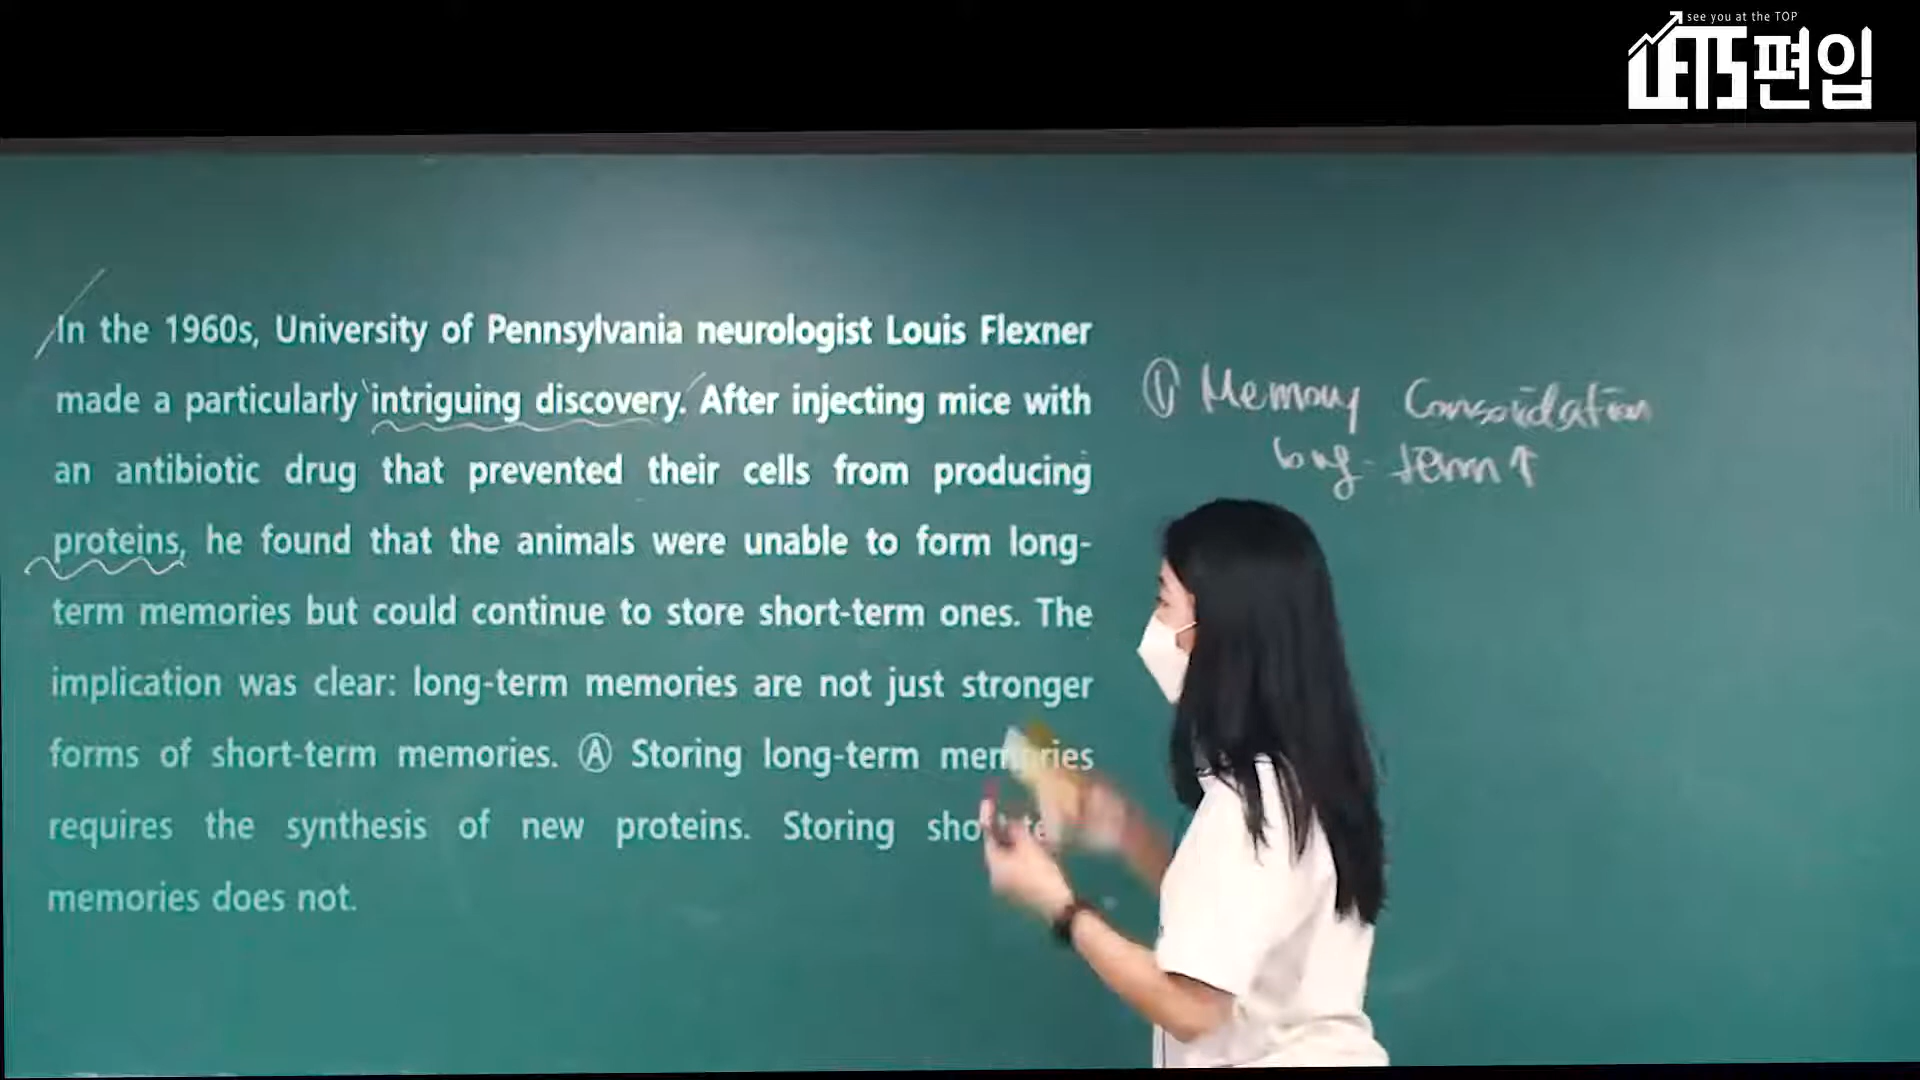 see you at the TOP
LETS편입
In the 1960s, University of Pennsylvania neurologist Louis Flexner
made a particularly intriguing discovery. After injecting mice with
an antibiotic drug that prevented their cells from producing
proteins, he found that the animals were unable to form long-
term memories but could continue to store short-term ones. The
implication was clear: long-term memories are not just stronger
forms of short-term memories. Ⓐ Storing long-term memories
requires the synthesis of new proteins. Storing
memories does not.
① Memory Consoidation
long-term↑